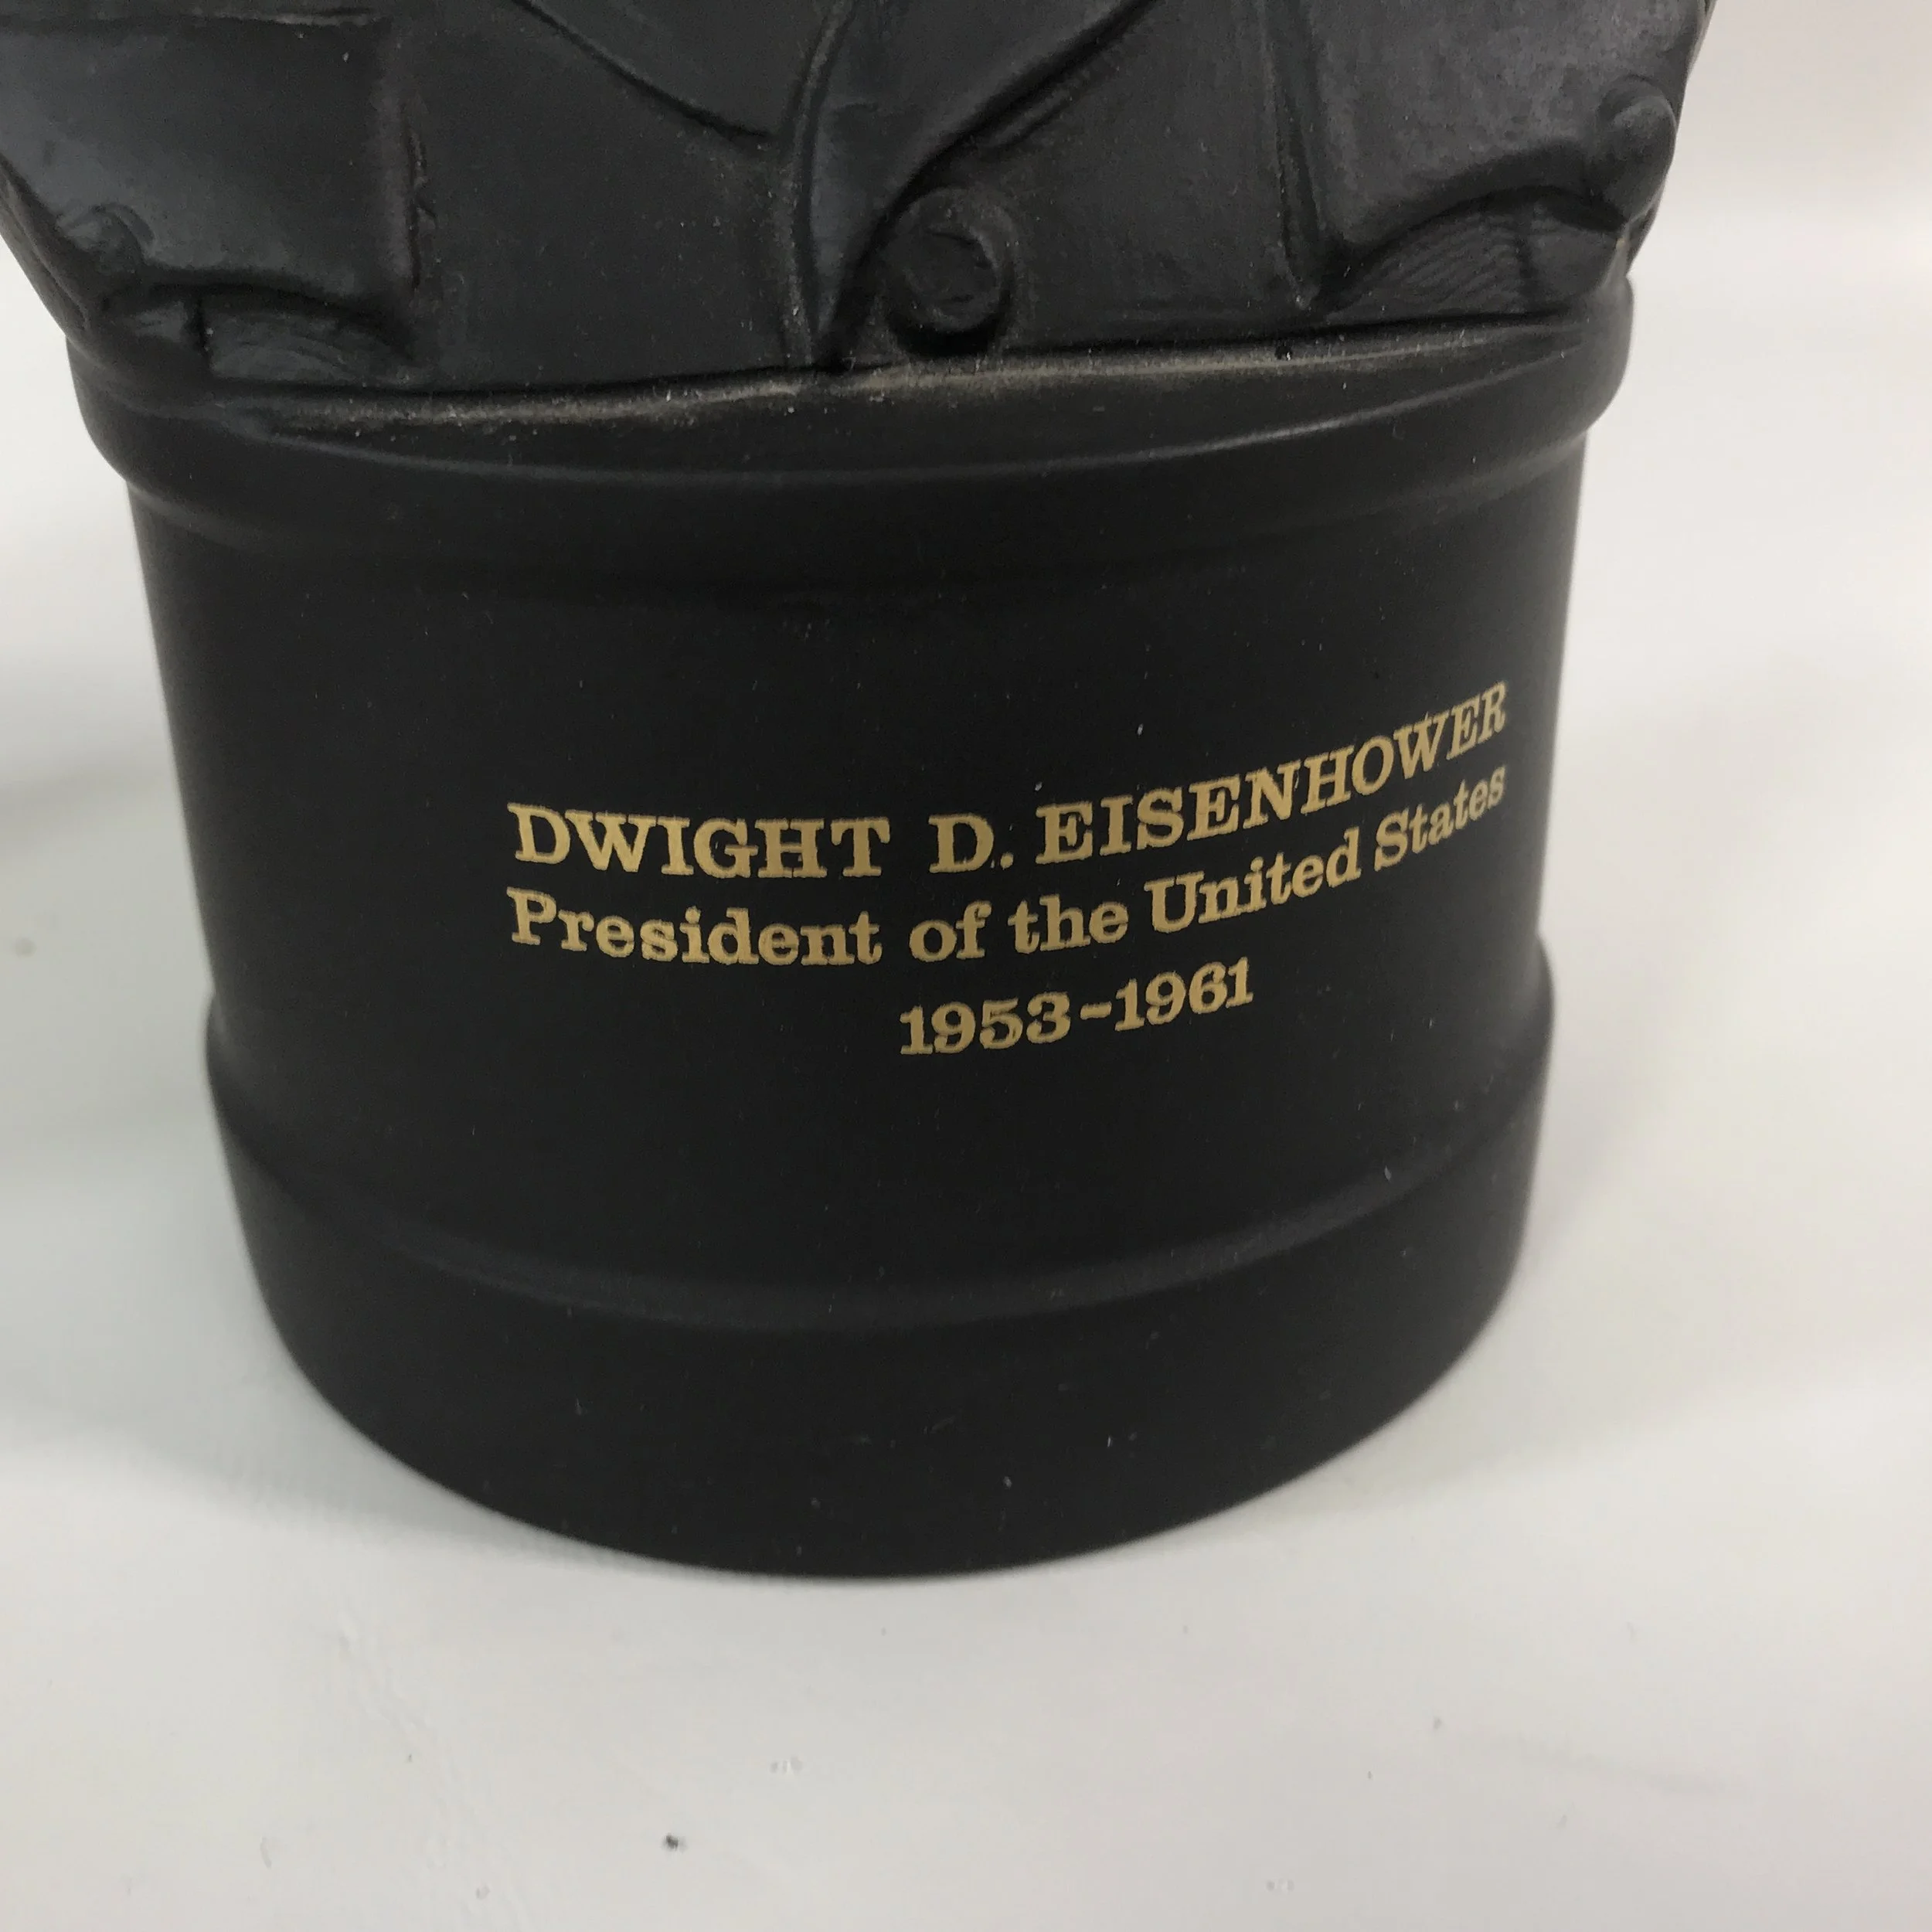 DWIGHT D. EISENHOWER
President of the United States
1953-1961